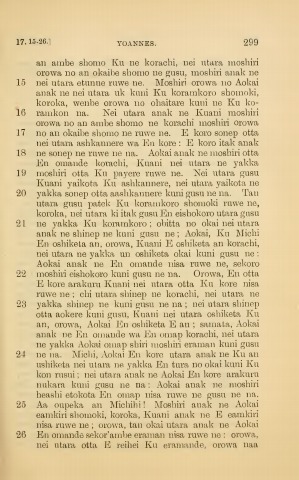 17. 15-26.] YOANNES. 299
an ambe shomo Ku ne korachi, nei utara moshiri
orowa no an okaibe shomo ne gusu, moshiri anak ne
15 nei utara etunne ruwe ne. Moshiri orowa no Aokai
anak ne nei utara uk kuni Ku koramkoro shomoki,
koroka, wenbe orowa no ohaitare kuni ne Ku ko-
16 ramkon na. Nei utara anak ne Kuani moshiri
orowa no an ambe shomo ne korachi moshiri orowa
17 no an okaibe shomo ne ruwe ne. E koro sonep otta
nei utara ashkannere wa En kore: E koro itak anak
18 ne sonep ne ruwe ne na. Aokai anak ne moshiri otta
En omande korachi, Kuani nei utara ne yakka
19 moshiri otta Ku payere ruwe ne. Nei utara gusu
Kuani yaikota Ku ashkannere, nei utara yaikota ne
20 yakka sonep otta aashkannere kuni gusu ne na. Tan
utara gusu patek Ku koramkoro shomoki ruwe ne,
koroka, nei utara ki itak gusu En eishokoro utara gusu
21 ne yakka Ku koramkoro; obitta no okai nei utara
anak ne shinep ne kuni gusu ne; Aokai, Ku Michi
En oshiketa an, orowa, Kuani E oshiketa an korachi,
nei utara ne yakka un oshiketa okai kuni gusu ne:
Aokai anak ne En omande nisa ruwe ne, sekoro
22 moshiri eishokoro kuni gusu ne na. Orowa, En otta
E kore arakuru Kuani nei utara otta Ku kore nisa
ruwe ne; chi utara shinep ne korachi, nei utara ne
23 yakka shinep ne kuni gusu ne na; nei utara shinep
otta aokere kuni gusu, Kuani nei utara oshiketa Ku
an, orowa, Aokai En oshiketa E an; sumata, Aokai
anak ne En omande wa En omap korachi, nei utara
ne yakka Aokai omap shiri moshiri eraman kuni gusu
24 ne na. Michi, Aokai En kore utara anak ne Ku an
ushiketa nei utara ne yakka En tura no okai kuni Ku
kon rusui: nei utara anak ne Aokai En kore arakuru
nukara kuni gusu ne na: Aokai anak ne moshiri
heashi etokota En omap nisa ruwe ne gusu ne na.
25 Aa oupeka an Michihi! Moshiri anak ne Aokai
eamkiri shomoki, koroka, Kuani anak ne E eamkiri
nisa ruwe ne; orowa, tan okai utara anak ne Aokai
26 En omande sekor'ambe eraman nisa ruwe ne: orowa,
nei utara otta E reihei Ku eramande, orowa naa